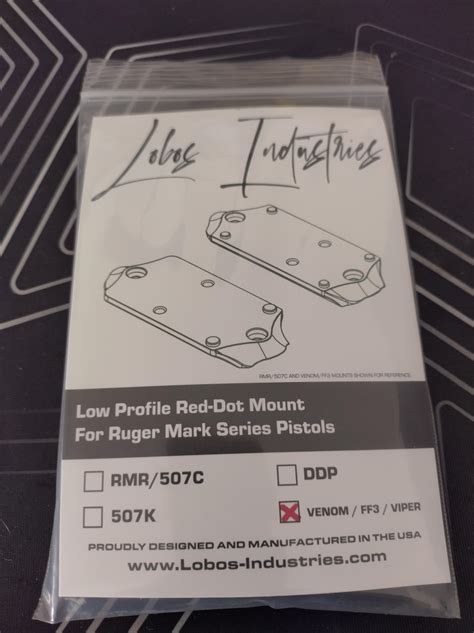 Lobos Industries
RMR/507C AND VENOM/FF3 MOUNTS SHOWN FOR REFERENCE
Low Profile Red-Dot Mount
For Ruger Mark Series Pistols
RMR/507C
DDP
507K
VENOM / FF3 / VIPER
PROUDLY DESIGNED AND MANUFACTURED IN THE USA
www.Lobos-Industries.com